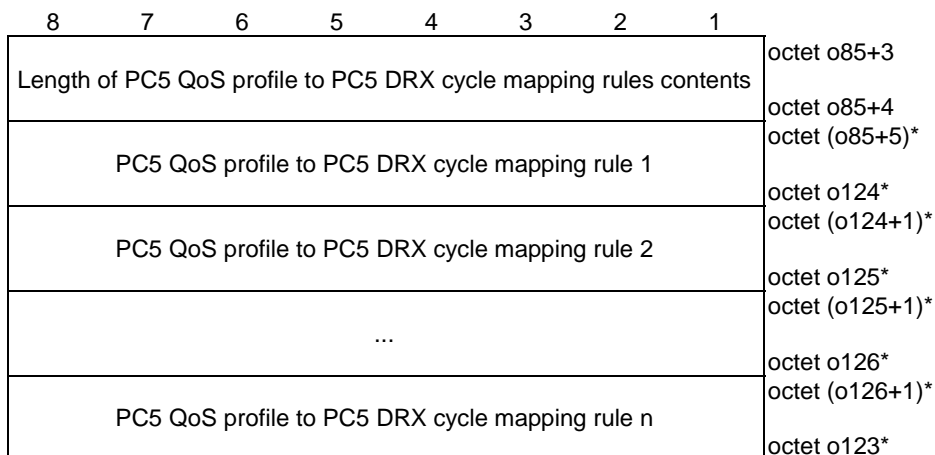 8 7 6 5 4 3 2 1
octet o85+3
Length of PC5 QoS profile to PC5 DRX cycle mapping rules contents
octet o85+4
octet (o85+5)*
PC5 QoS profile to PC5 DRX cycle mapping rule 1
octet o124*
octet (o124+1)*
PC5 QoS profile to PC5 DRX cycle mapping rule 2
octet o125*
octet (o125+1)*
...
octet o126*
octet (o126+1)*
PC5 QoS profile to PC5 DRX cycle mapping rule n
octet o123*